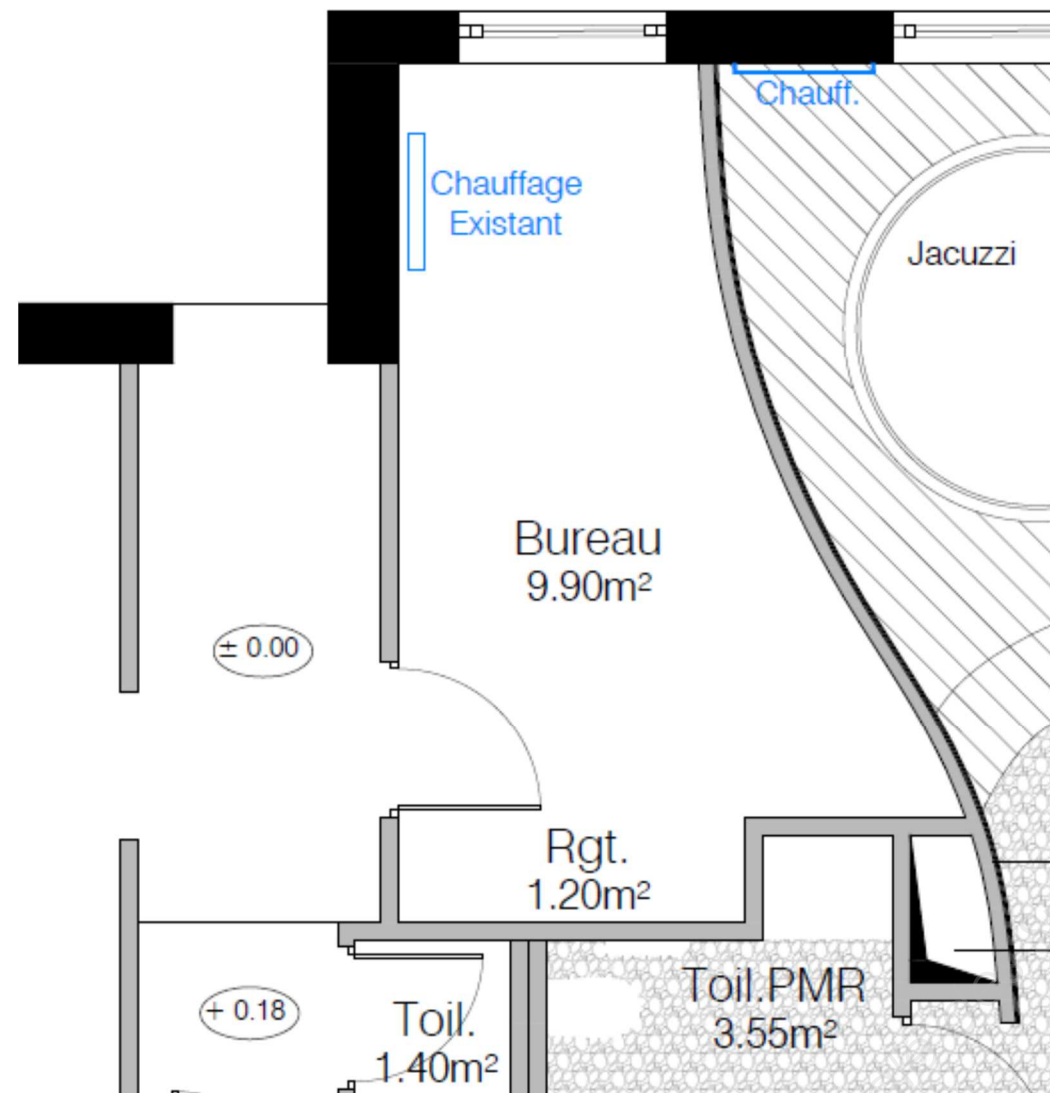 Chauff.
Chauffage
Existant
Jacuzzi
Bureau
9.90m²
± 0.00
Rgt.
1.20m²
Toil.PMR
3.55m²
+ 0.18
Toil.
1.40m²